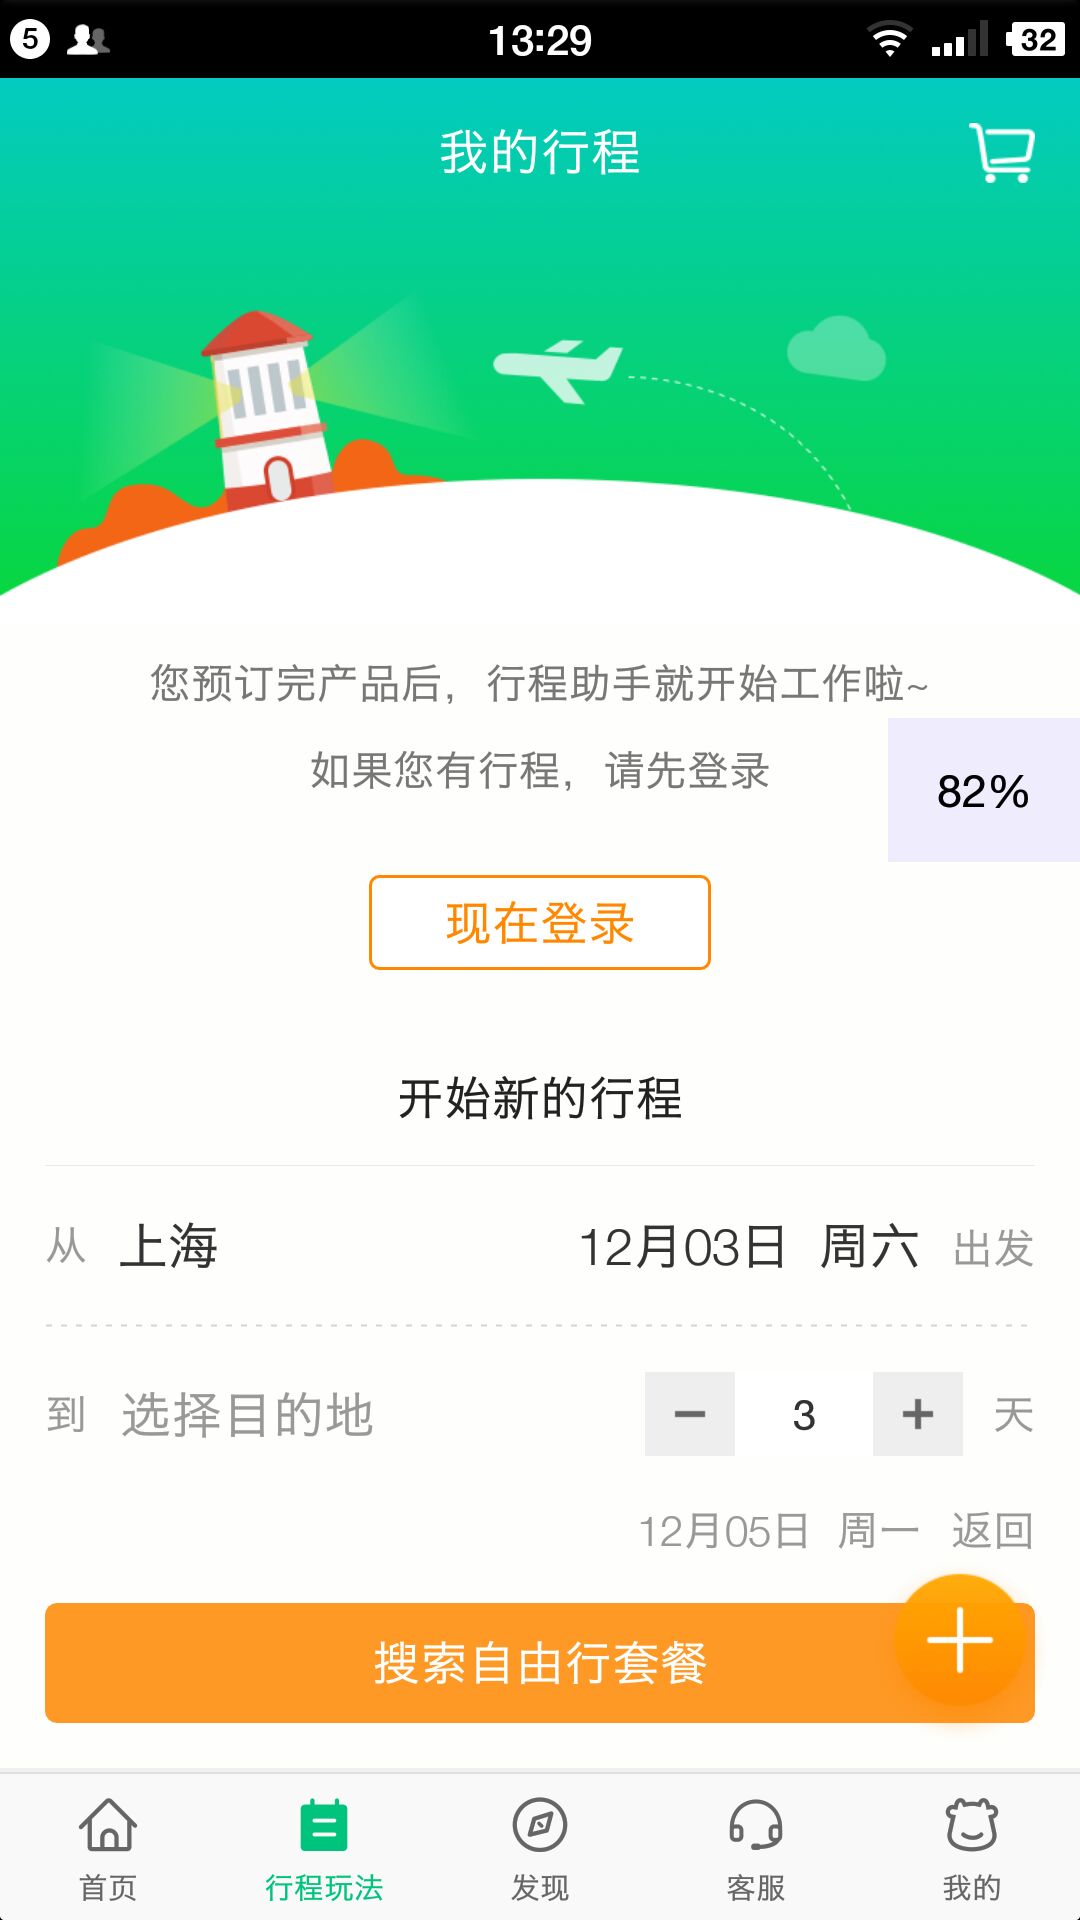 5 13:29 32
我的行程
您预订完产品后，行程助手就开始工作啦~
如果您有行程，请先登录
82%
现在登录
开始新的行程
从 上海 12月03日 周六 出发
到 选择目的地 − 3 + 天
12月05日 周一 返回
搜索自由行套餐
首页 行程玩法 发现 客服 我的